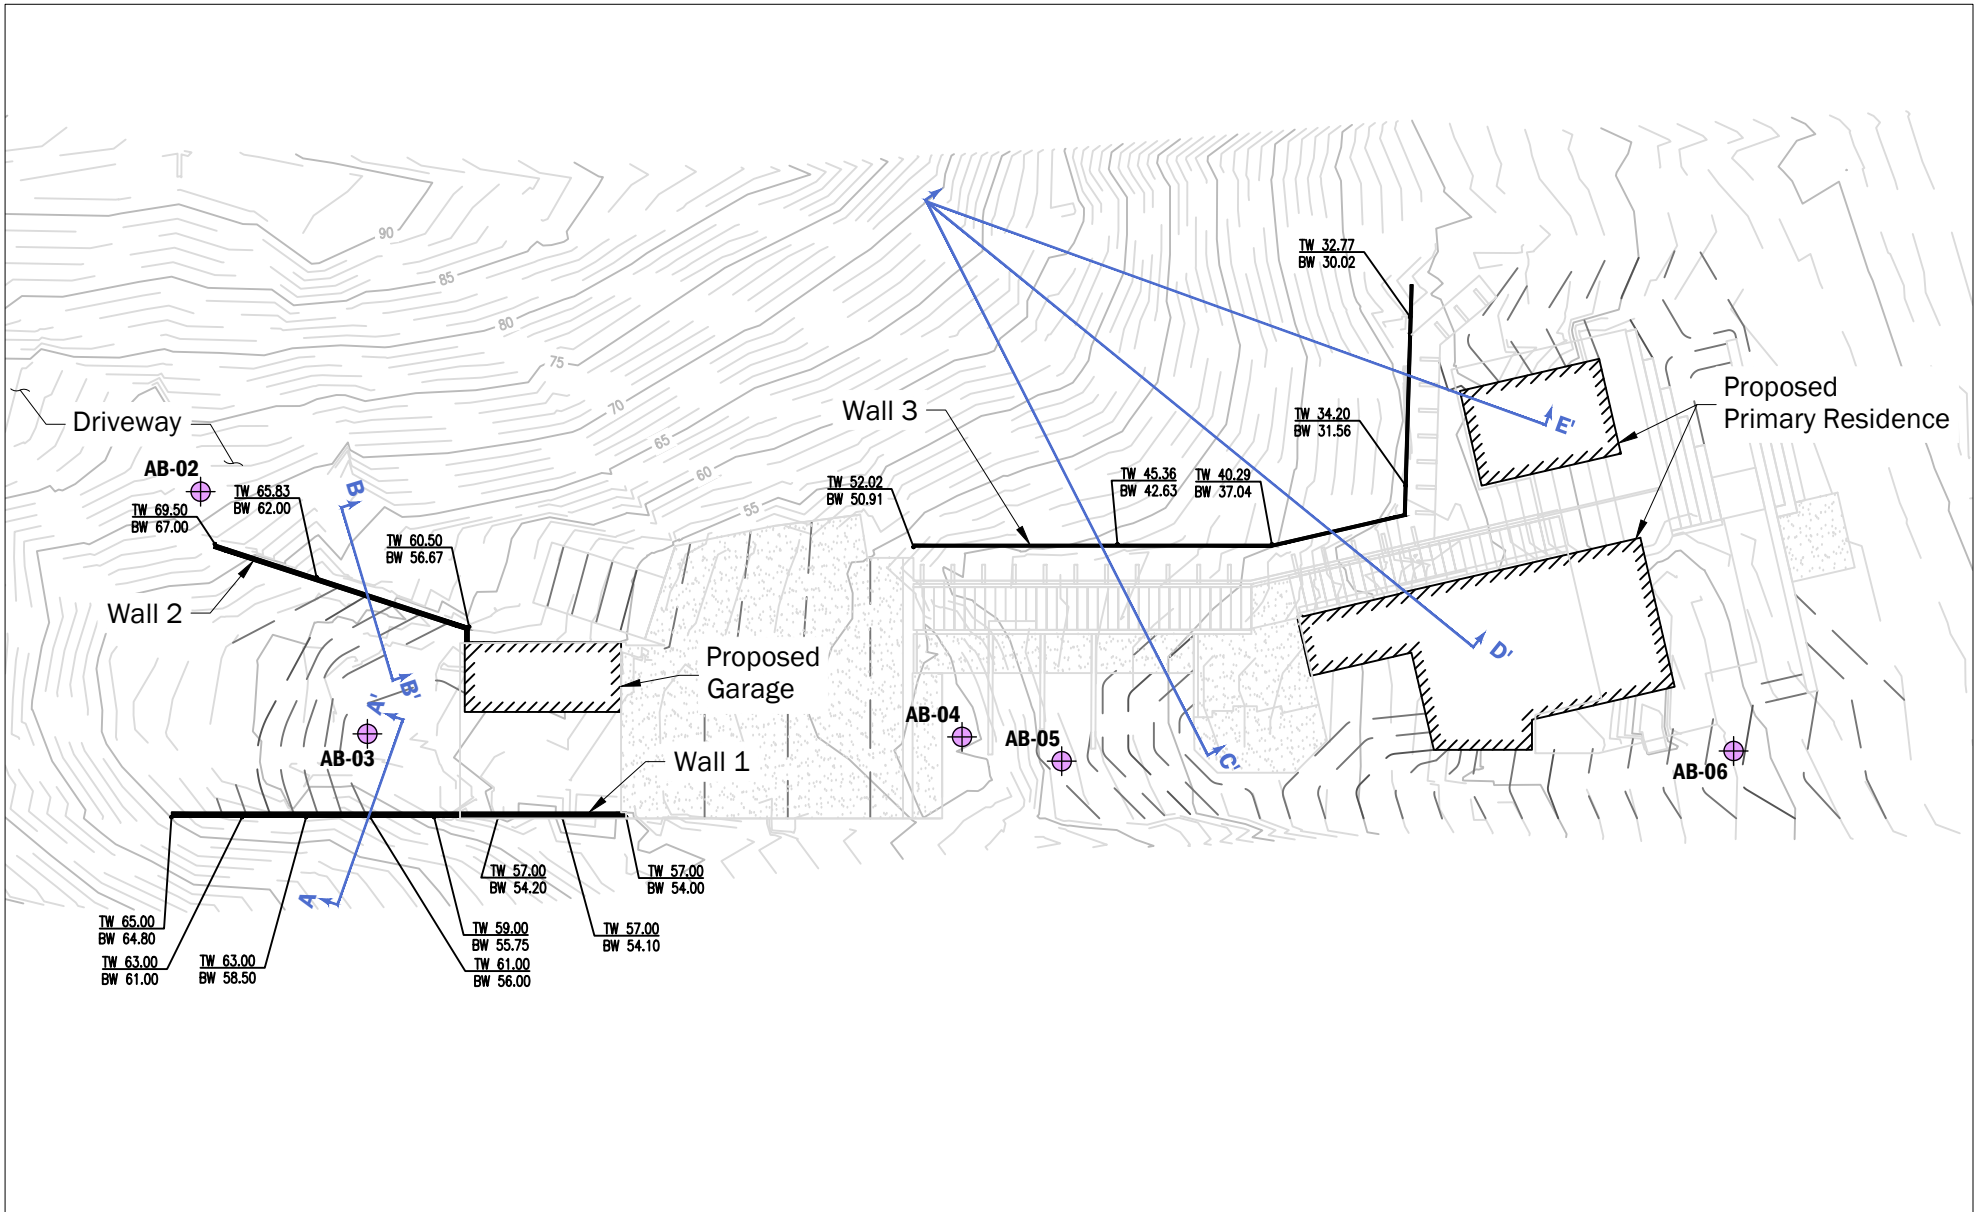 90
85
80
75
70
65
60
55
Driveway
AB-02
TW 69.50
BW 67.00
TW 65.83
BW 62.00
B
TW 60.50
BW 56.67
Wall 2
B'
A'
AB-03
Proposed
Garage
Wall 1
A
TW 65.00
BW 64.80
TW 63.00
BW 61.00
TW 63.00
BW 58.50
TW 57.00
BW 54.20
TW 59.00
BW 55.75
TW 61.00
BW 56.00
TW 57.00
BW 54.10
TW 57.00
BW 54.00
Wall 3
TW 52.02
BW 50.91
TW 45.36
BW 42.63
TW 40.29
BW 37.04
TW 32.77
BW 30.02
TW 34.20
BW 31.56
Proposed
Primary Residence
E'
D'
C'
AB-04
AB-05
AB-06